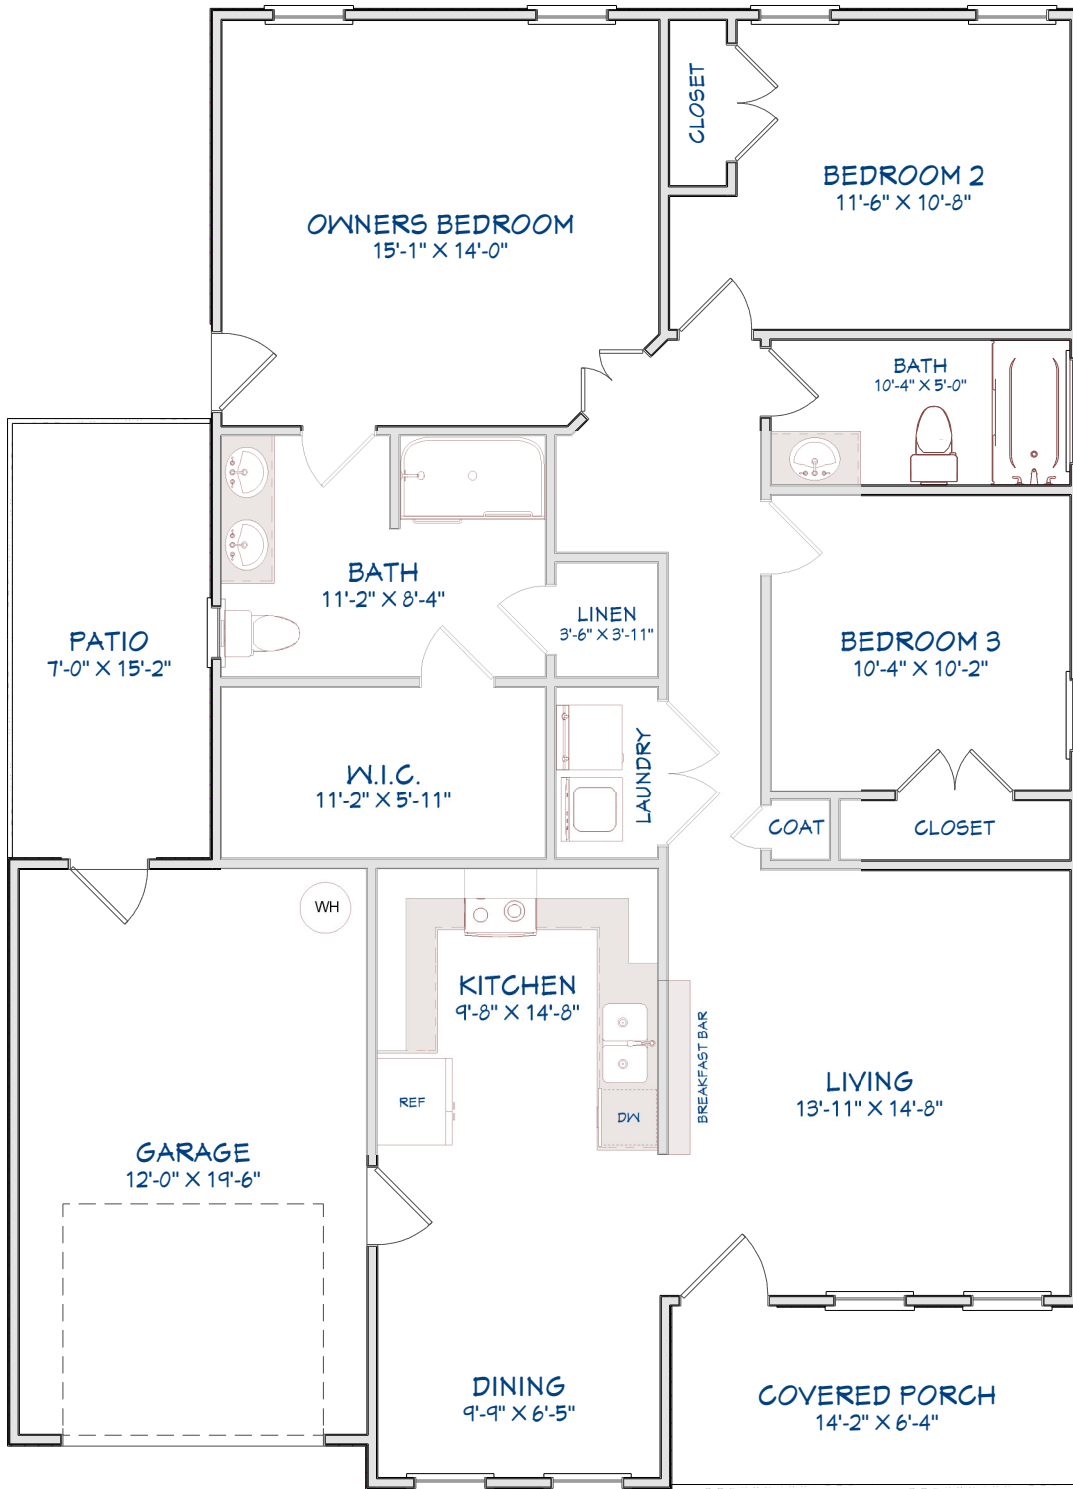 CLOSET
BEDROOM 2
11'-6" X 10'-8"
OWNERS BEDROOM
15'-1" X 14'-0"
BATH
10'-4" X 5'-0"
BATH
11'-2" X 8'-4"
LINEN
3'-6" X 3'-11"
PATIO
7'-0" X 15'-2"
BEDROOM 3
10'-4" X 10'-2"
W.I.C.
11'-2" X 5'-11"
LAUNDRY
COAT
CLOSET
WH
KITCHEN
9'-8" X 14'-8"
BREAKFAST BAR
LIVING
13'-11" X 14'-8"
REF
DW
GARAGE
12'-0" X 19'-6"
DINING
9'-9" X 6'-5"
COVERED PORCH
14'-2" X 6'-4"